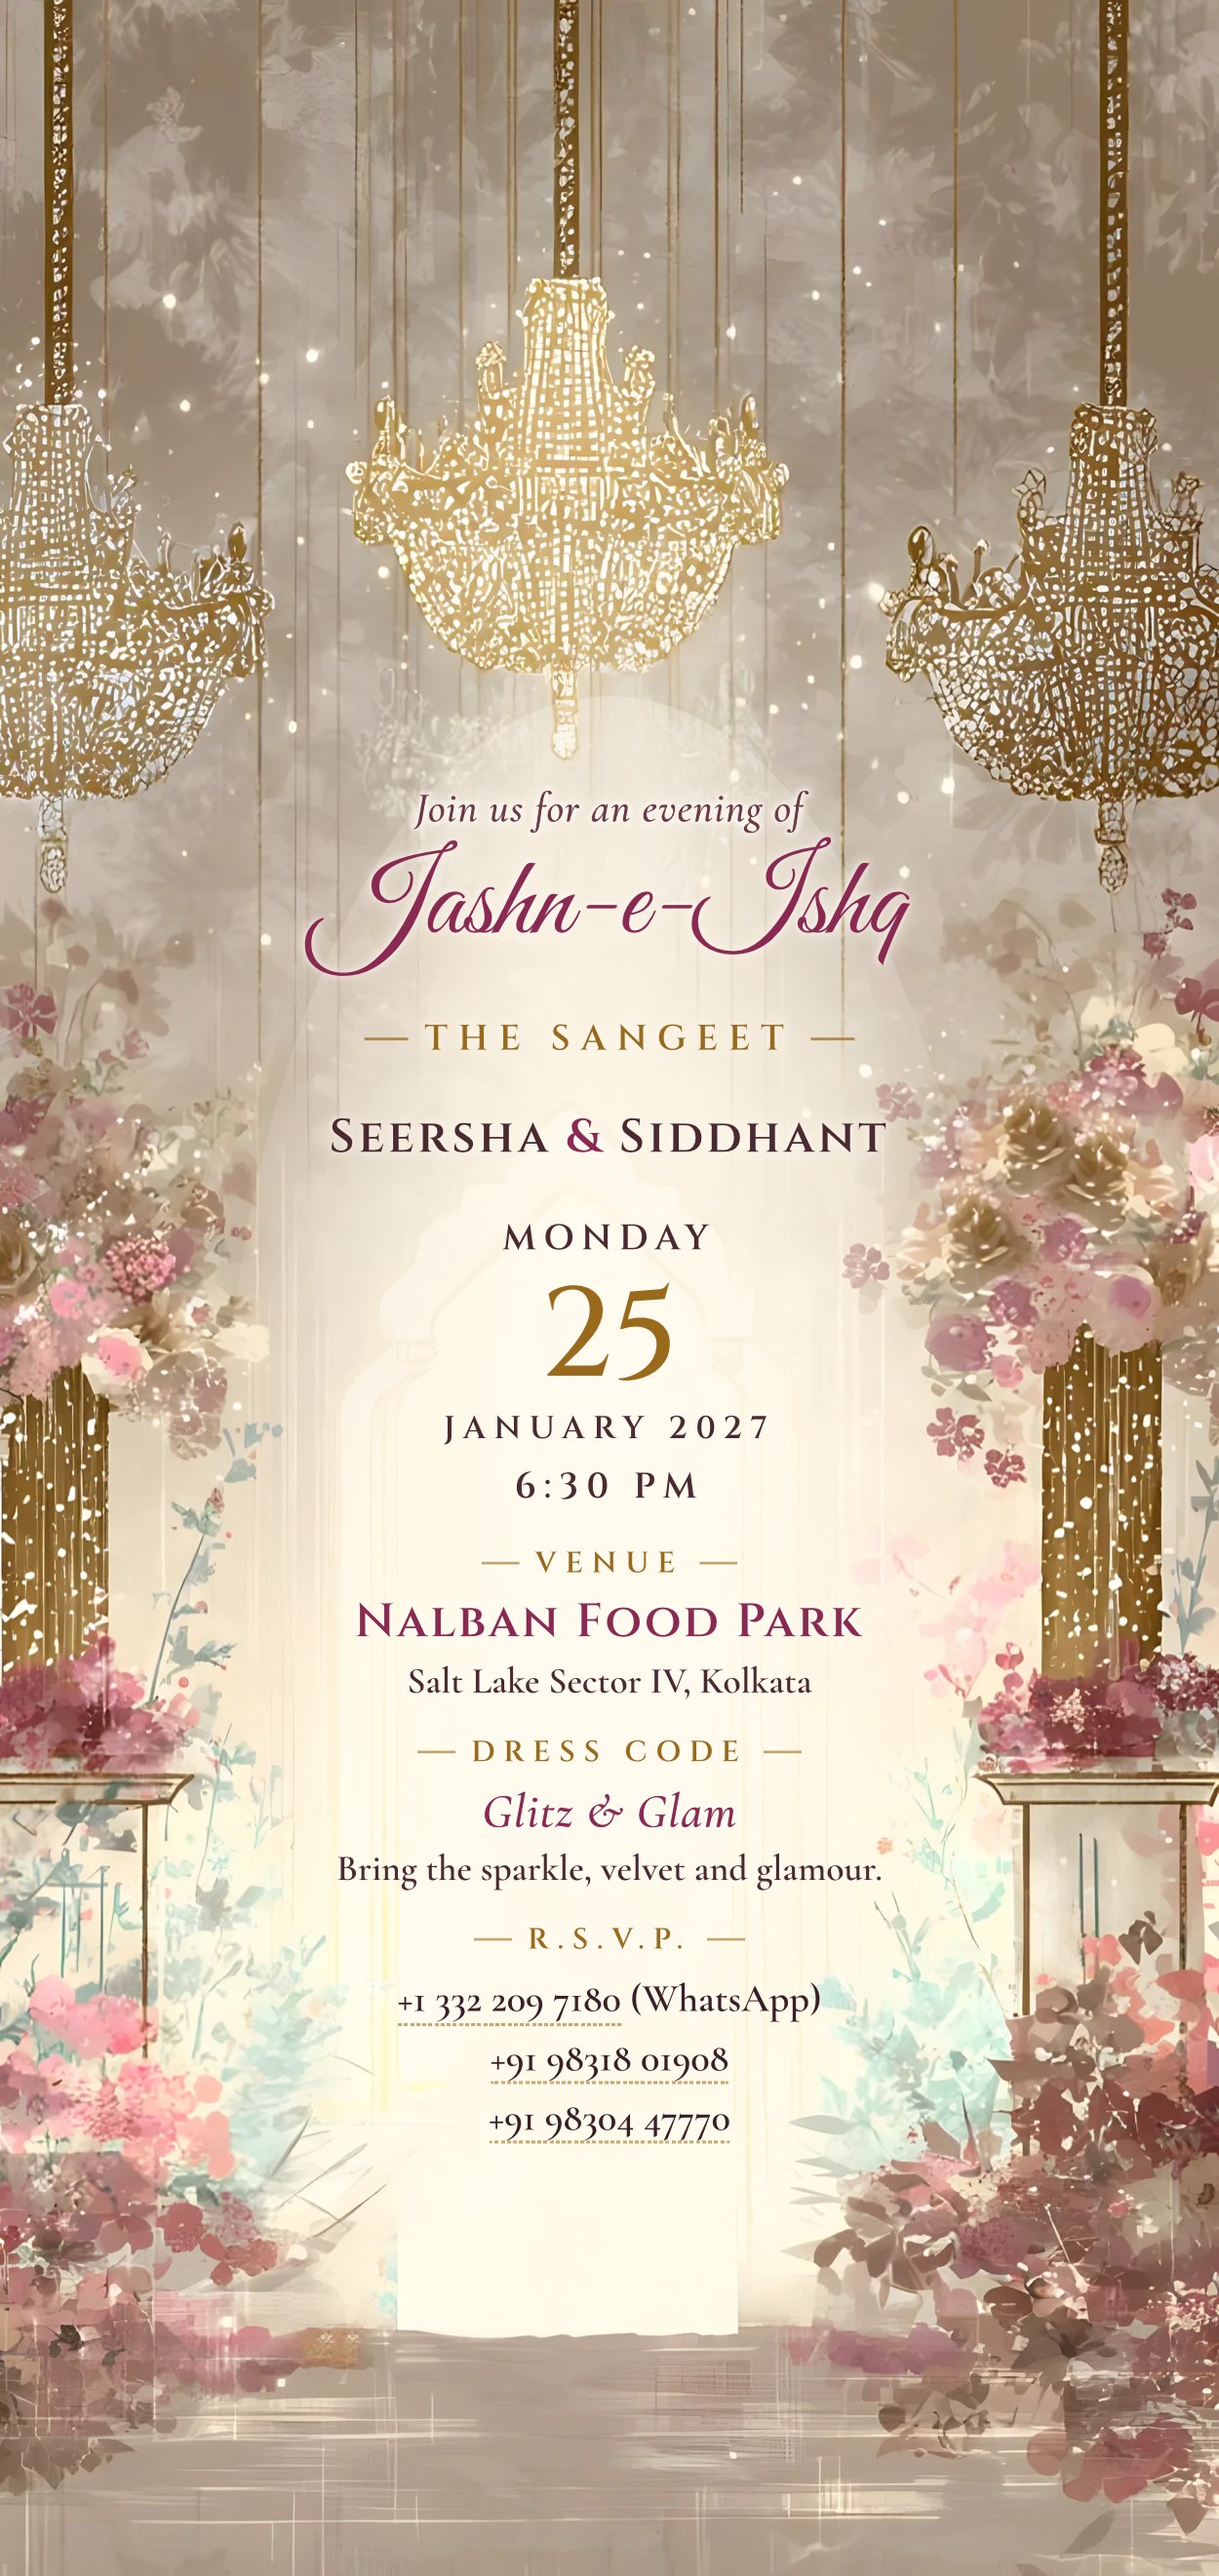 Join us for an evening of
Jashn-e-Ishq
— THE SANGEET —
SEERSHA & SIDDHANT
MONDAY
25
JANUARY 2027
6:30 PM
— VENUE —
NALBAN FOOD PARK
Salt Lake Sector IV, Kolkata
— DRESS CODE —
Glitz & Glam
Bring the sparkle, velvet and glamour.
— R.S.V.P. —
+1 332 209 7180 (WhatsApp)
+91 98318 01908
+91 98304 47770